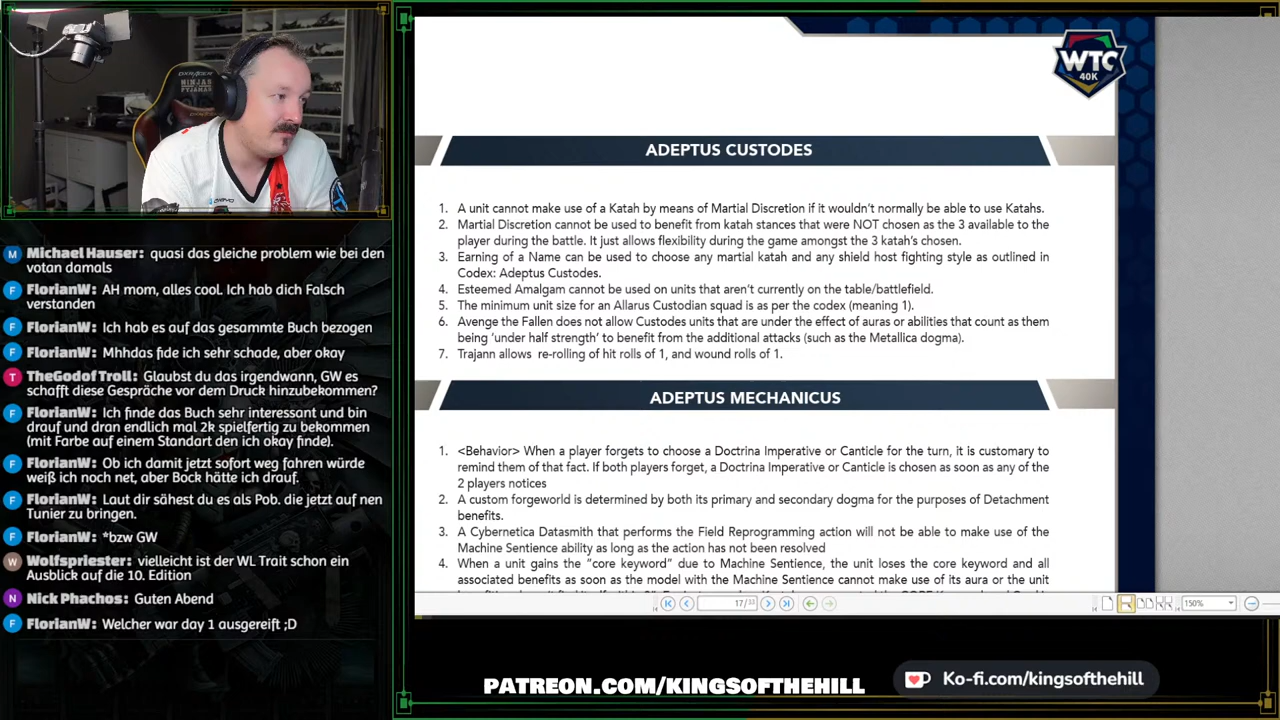 DXRACER
NINJAS
PYJAMAS
Michael Hauser: quasi das gleiche problem wie bei den
votan damals
FlorianW: AH mom, alles cool. Ich hab dich Falsch
verstanden
FlorianW: Ich hab es auf das gesammte Buch bezogen
FlorianW: Mhhdas fide ich sehr schade, aber okay
TheGodof Troll: Glaubst du das irgendwann, GW es
schafft diese Gespräche vor dem Druck hinzubekommen?
FlorianW: Ich finde das Buch sehr interessant und bin
drauf und dran endlich mal 2k spielfertig zu bekommen
(mit Farbe auf einem Standart den ich okay finde).
FlorianW: Ob ich damit jetzt sofort weg fahren würde
weiß ich noch net, aber Bock hätte ich drauf.
FlorianW: Laut dir sähest du es als Pob. die jetzt auf nen
Tunier zu bringen.
FlorianW: *bzw GW
Wolfspriester: vielleicht ist der WL Trait schon ein
Ausblick auf die 10. Edition
Nick Phachos: Guten Abend
FlorianW: Welcher war day 1 ausgereift ;D
WTC
40K
ADEPTUS CUSTODES
1. A unit cannot make use of a Katah by means of Martial Discretion if it wouldn't normally be able to use Katahs.
2. Martial Discretion cannot be used to benefit from katah stances that were NOT chosen as the 3 available to the
player during the battle. It just allows flexibility during the game amongst the 3 katah's chosen.
3. Earning of a Name can be used to choose any martial katah and any shield host fighting style as outlined in
Codex: Adeptus Custodes.
4. Esteemed Amalgam cannot be used on units that aren't currently on the table/battlefield.
5. The minimum unit size for an Allarus Custodian squad is as per the codex (meaning 1).
6. Avenge the Fallen does not allow Custodes units that are under the effect of auras or abilities that count as them
being 'under half strength' to benefit from the additional attacks (such as the Metallica dogma).
7. Trajann allows re-rolling of hit rolls of 1, and wound rolls of 1.
ADEPTUS MECHANICUS
1. <Behavior> When a player forgets to choose a Doctrina Imperative or Canticle for the turn, it is customary to
remind them of that fact. If both players forget, a Doctrina Imperative or Canticle is chosen as soon as any of the
2 players notices
2. A custom forgeworld is determined by both its primary and secondary dogma for the purposes of Detachment
benefits.
3. A Cybernetica Datasmith that performs the Field Reprogramming action will not be able to make use of the
Machine Sentience ability as long as the action has not been resolved
4. When a unit gains the "core keyword" due to Machine Sentience, the unit loses the core keyword and all
associated benefits as soon as the model with the Machine Sentience cannot make use of its aura or the unit
17/33
150%
PATREON.COM/KINGSOFTHEHILL
Ko-fi.com/kingsofthehill